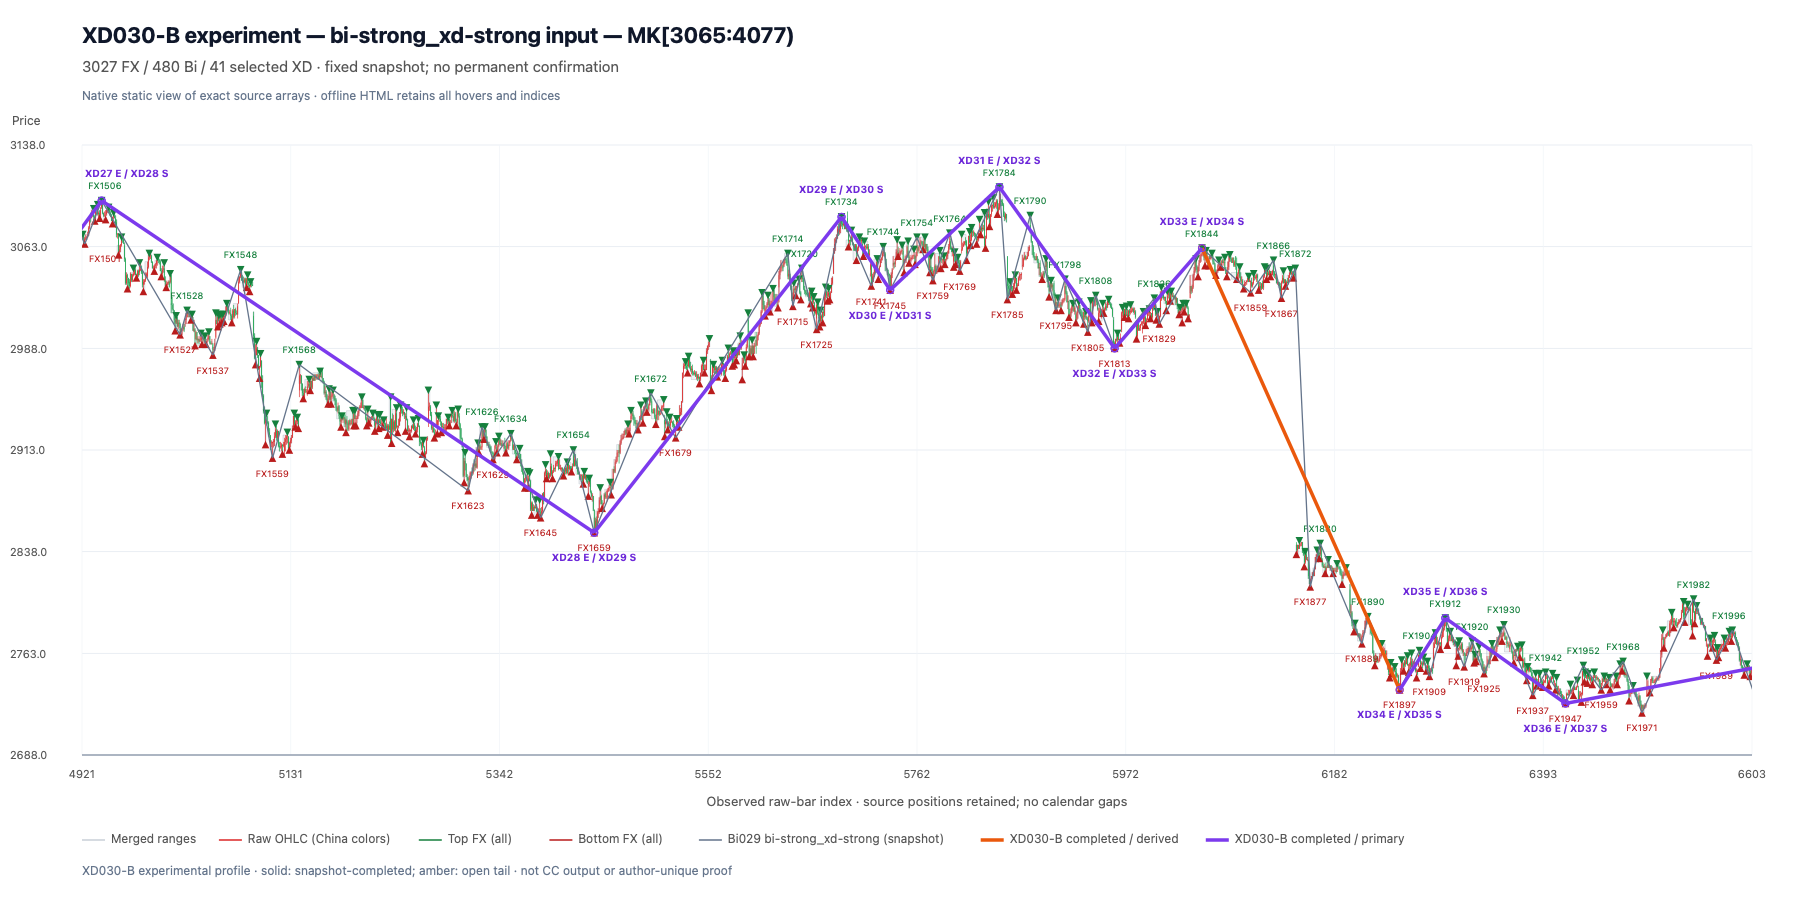 XD030-B experiment — bi-strong_xd-strong input — MK[3065:4077)
3027 FX / 480 Bi / 41 selected XD · fixed snapshot; no permanent confirmation
Native static view of exact source arrays · offline HTML retains all hovers and indices
Price
3138.0
3063.0
2988.0
2913.0
2838.0
2763.0
2688.0
XD27 E / XD28 S
FX1506
FX1528
FX1527
FX1537
FX1548
FX1568
FX1559
FX1626
FX1634
FX1623
FX1645
FX1654
FX1659
XD28 E / XD29 S
FX1672
FX1679
FX1714
FX1715
FX1725
XD29 E / XD30 S
FX1734
FX1744
FX1745
XD30 E / XD31 S
FX1754
FX1759
FX1769
XD31 E / XD32 S
FX1784
FX1785
FX1790
FX1798
FX1795
FX1808
FX1805
FX1813
XD32 E / XD33 S
FX1829
XD33 E / XD34 S
FX1844
FX1859
FX1866
FX1867
FX1872
FX1877
FX1890
FX1897
XD34 E / XD35 S
FX1909
XD35 E / XD36 S
FX1912
FX1920
FX1919
FX1925
FX1930
FX1937
FX1942
FX1947
XD36 E / XD37 S
FX1952
FX1959
FX1968
FX1971
FX1982
FX1989
FX1996
4921 5131 5342 5552 5762 5972 6182 6393 6603
Observed raw-bar index · source positions retained; no calendar gaps
Merged ranges Raw OHLC (China colors) Top FX (all) Bottom FX (all) Bi029 bi-strong_xd-strong (snapshot) XD030-B completed / derived XD030-B completed / primary
XD030-B experimental profile · solid: snapshot-completed; amber: open tail · not CC output or author-unique proof